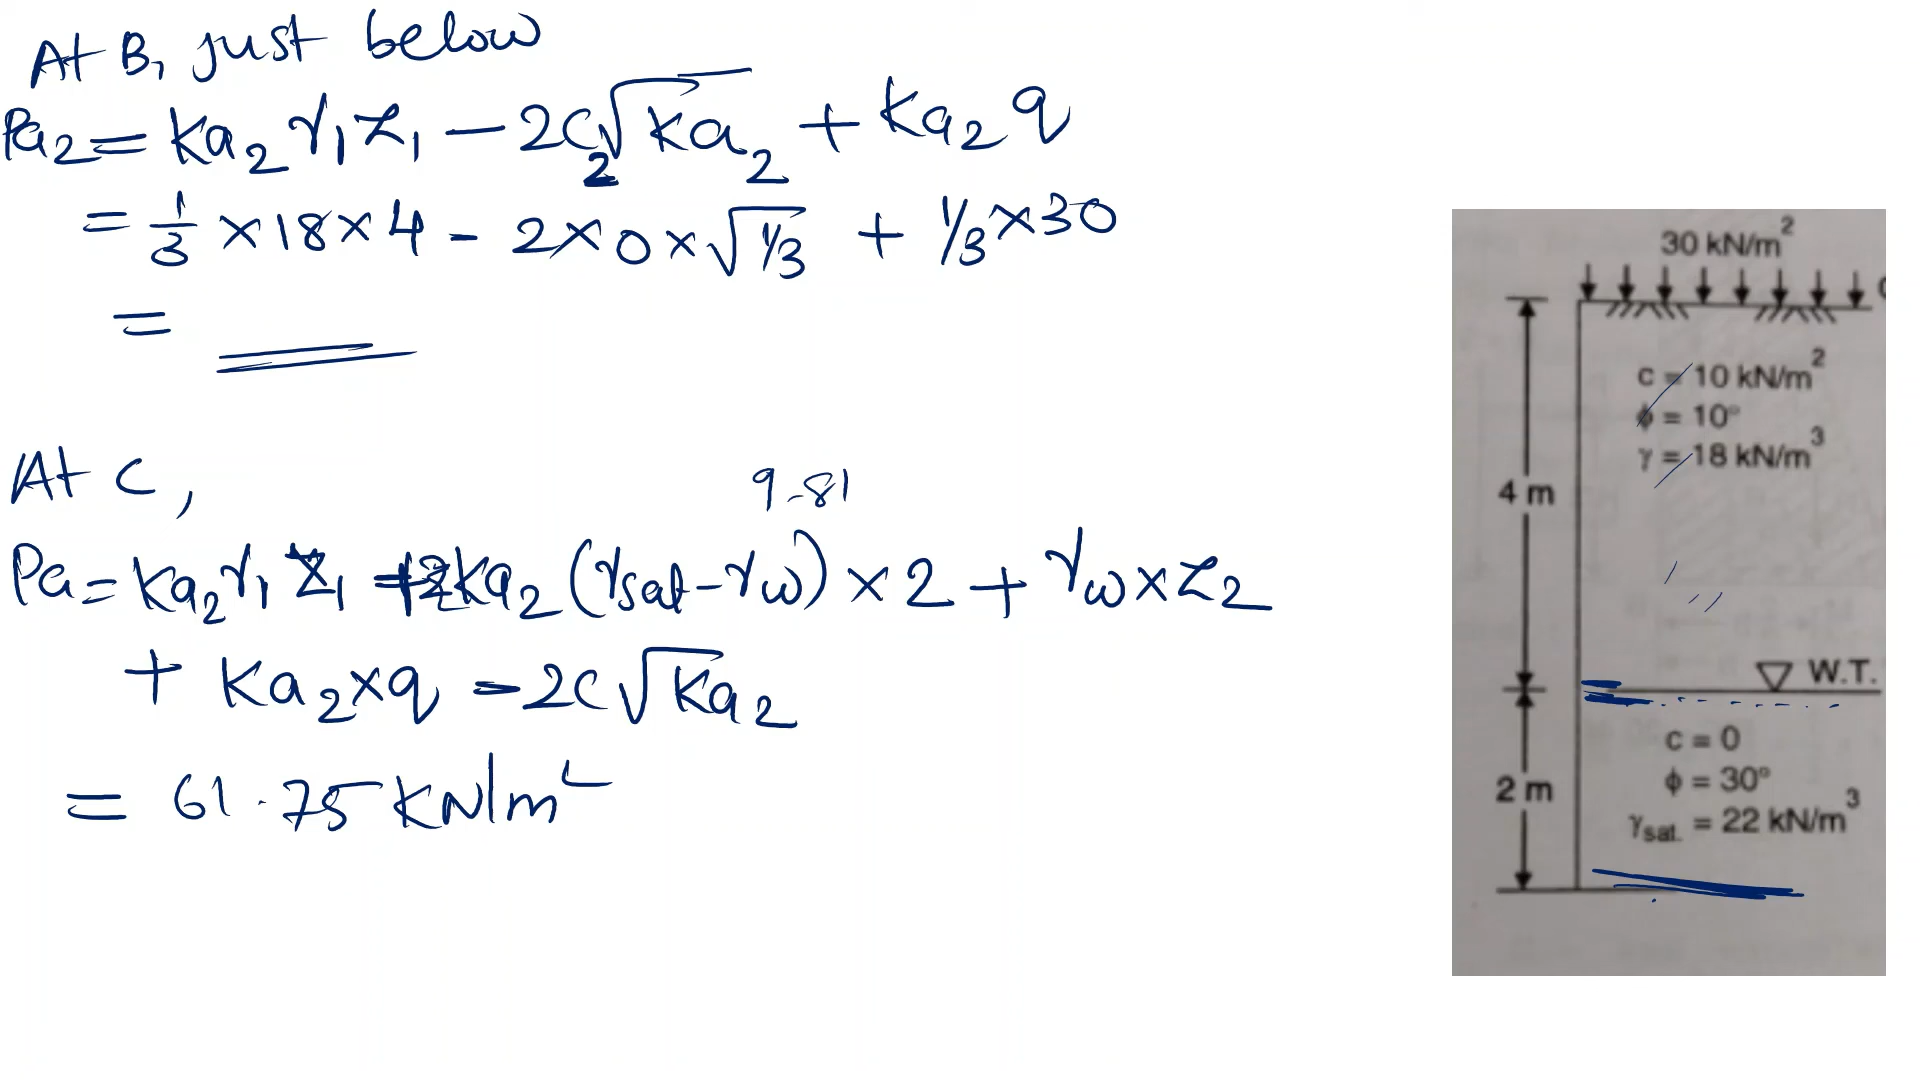 At B, just below
Pa2 = Ka2 γ1 Z1 - 2C2√Ka2 + Ka2 q
= 1/3 × 18 × 4 - 2 × 0 × √1/3 + 1/3 × 30
=
At C,
9.81
Pa = Ka2 γ1 Z1 + Ka2 (γsat - γw) × 2 + γw × Z2
+ Ka2 × q - 2C √Ka2
= 61.75 KN/m²
30 kN/m²
c = 10 kN/m²
ϕ = 10°
γ = 18 kN/m³
4 m
W.T.
c = 0
ϕ = 30°
2 m
γsat. = 22 kN/m³